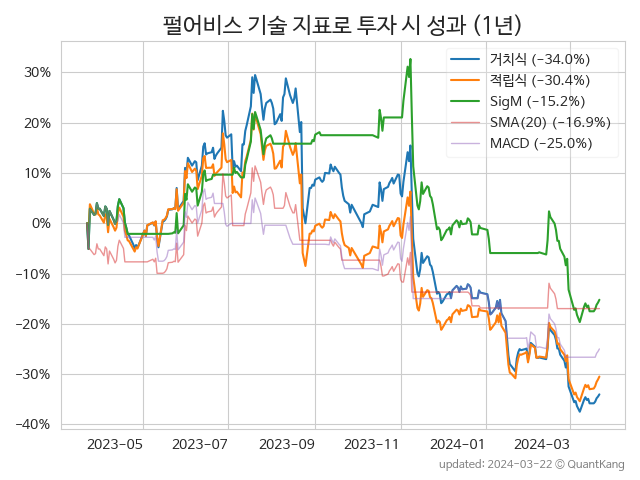 펄어비스 기술 지표로 투자 시 성과 (1년)
거치식 (−34.0%)
적립식 (−30.4%)
SigM (−15.2%)
SMA(20) (−16.9%)
MACD (−25.0%)
30%
20%
10%
0%
−10%
−20%
−30%
−40%
2023-05 2023-07 2023-09 2023-11 2024-01 2024-03
updated: 2024-03-22 © QuantKang